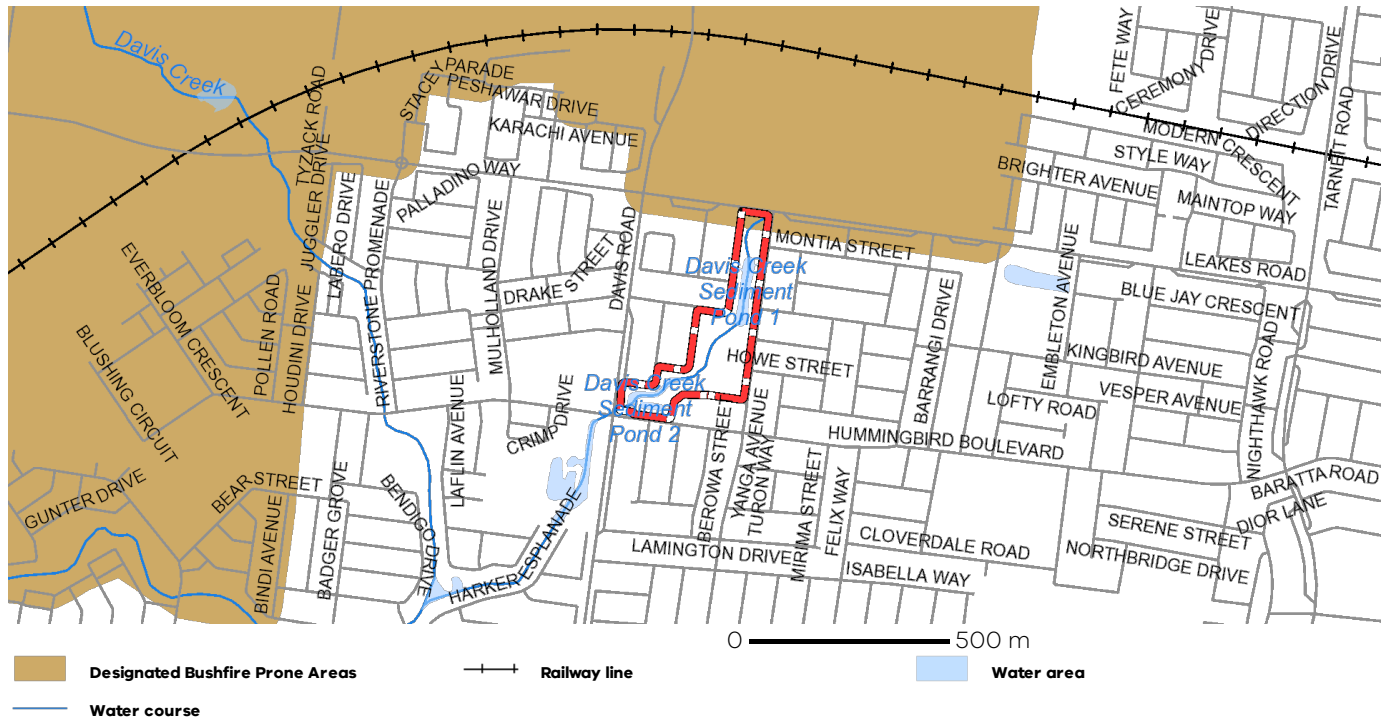 FETE WAY
CEREMONY DRIVE
DIRECTION DRIVE
TARNEIT ROAD
Davis Creek
STACEY PARADE
PESHAWAR DRIVE
KARACHI AVENUE
TYZACK ROAD
MODERN CRESCENT
STYLE WAY
BRIGHTER AVENUE
MAINTOP WAY
PALLADINO WAY
JUGGLER DRIVE
LABERO DRIVE
RIVERSTONE PROMENADE
MULHOLLAND DRIVE
DRAKE STREET
DAVIS ROAD
MONTIA STREET
EMBLETON AVENUE
LEAKES ROAD
Davis Creek
Sediment
Pond 1
EVERBLOOM CRESCENT
POLLEN ROAD
HOUDINI DRIVE
BLUSHING CIRCUIT
BLUE JAY CRESCENT
BARRANGI DRIVE
HOWE STREET
KINGBIRD AVENUE
NIGHTHAWK ROAD
VESPER AVENUE
LOFTY ROAD
Davis Creek
Sediment
Pond 2
LAFLIN AVENUE
CRIMP DRIVE
BEROWA STREET
YANGA AVENUE
TURON WAY
HUMMINGBIRD BOULEVARD
MIRIMA STREET
FELIX WAY
BARATTA ROAD
DIOR LANE
GUNTER DRIVE
BEAR STREET
BINDI AVENUE
BADGER GROVE
BENDIGO DRIVE
HARKER ESPLANADE
LAMINGTON DRIVE
CLOVERDALE ROAD
ISABELLA WAY
SERENE STREET
NORTHBRIDGE DRIVE
0 500 m
Designated Bushfire Prone Areas
Railway line
Water area
Water course